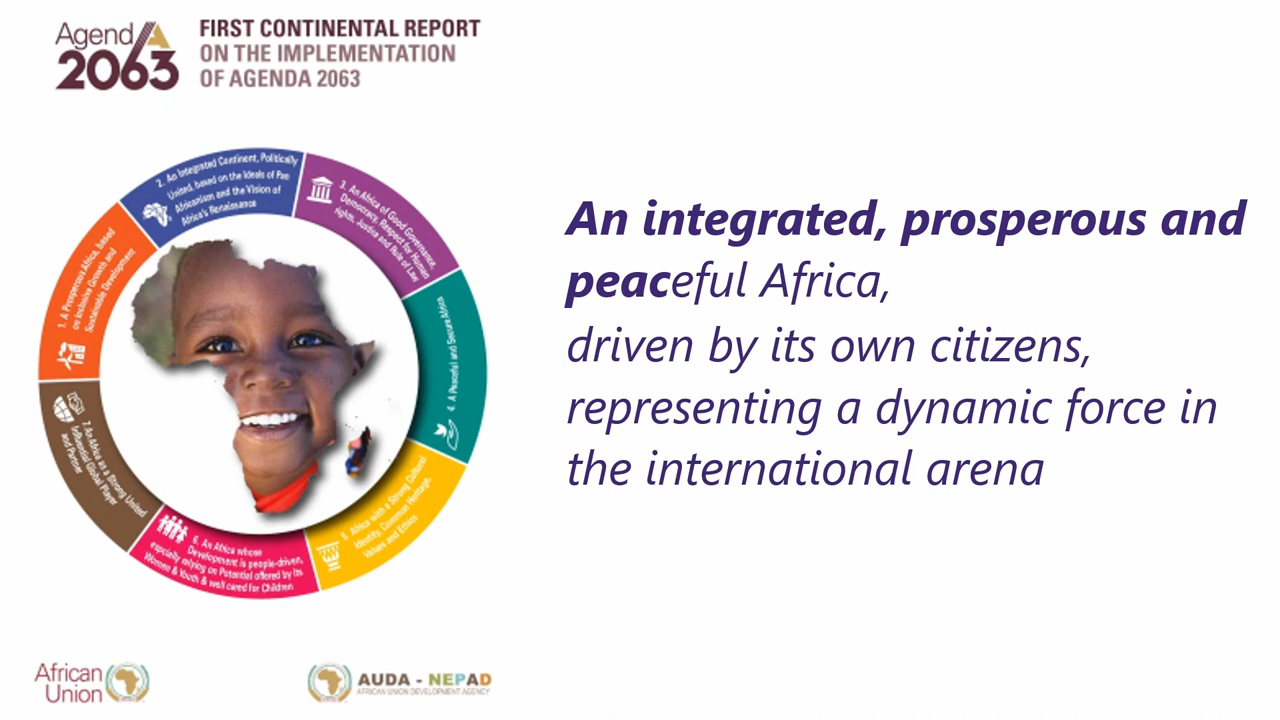 Agenda
2063
FIRST CONTINENTAL REPORT
ON THE IMPLEMENTATION
OF AGENDA 2063
1. A Prosperous Africa, based
on Inclusive Growth and
Sustainable Development
2. An Integrated Continent, Politically
United, based on the Ideals of Pan
Africanism and the Vision of
Africa's Renaissance
3. An Africa of Good Governance,
Democracy, Respect for Human
rights, Justice and Rule of Law
4. A Peaceful and Secure Africa
5. Africa with a Strong Cultural
Identity, Common Heritage,
Values and Ethics
6. An Africa whose
Development is people-driven,
especially relying on Potential offered by its
Women & Youth & well cared for Children
7. An Africa as a Strong United
Influential Global Player
and Partner
An integrated, prosperous and
peaceful Africa,
driven by its own citizens,
representing a dynamic force in
the international arena
African
Union
AUDA - NEPAD
AFRICAN UNION DEVELOPMENT AGENCY